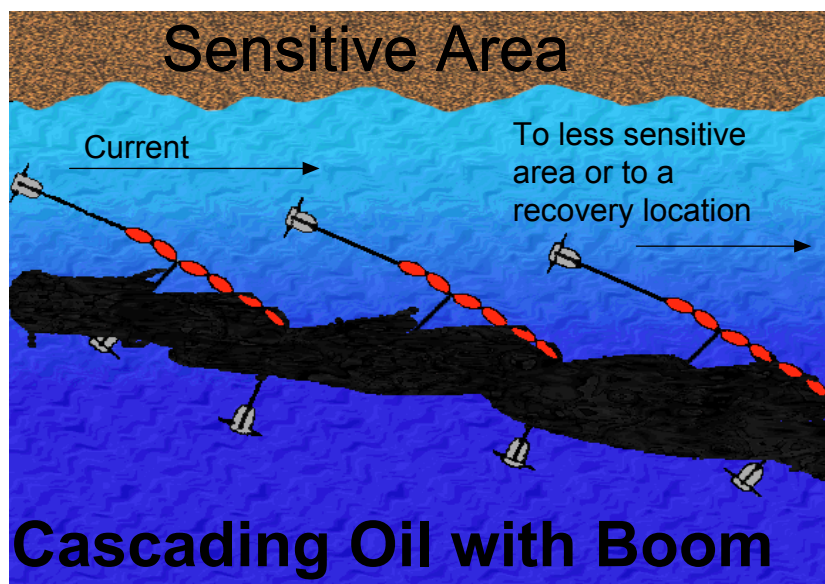 Sensitive Area
Current
To less sensitive
area or to a
recovery location
Cascading Oil with Boom